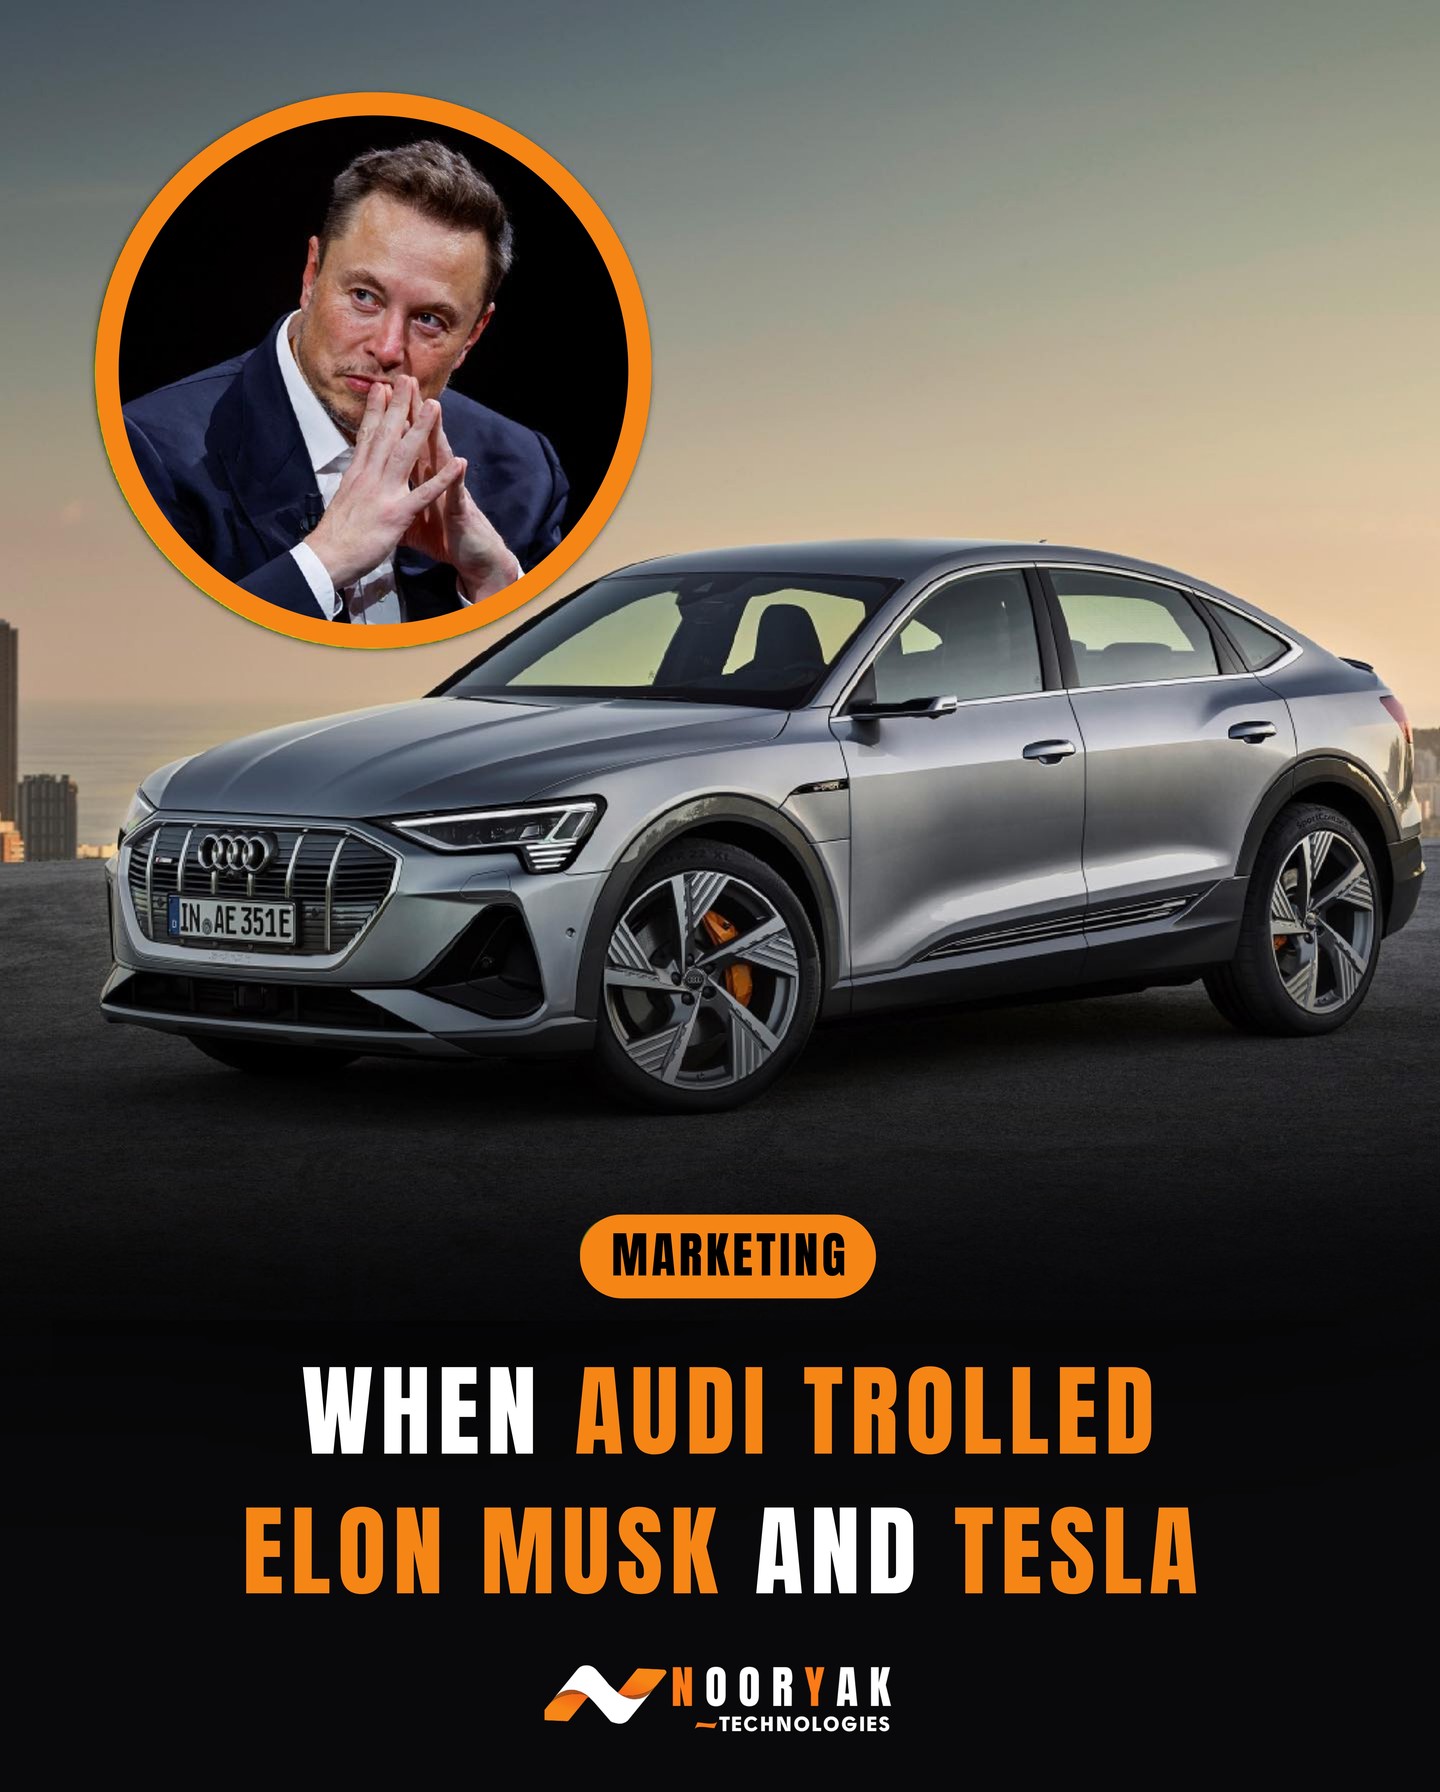 IN AE 351E
MARKETING
WHEN AUDI TROLLED
ELON MUSK AND TESLA
NOORYAK
TECHNOLOGIES